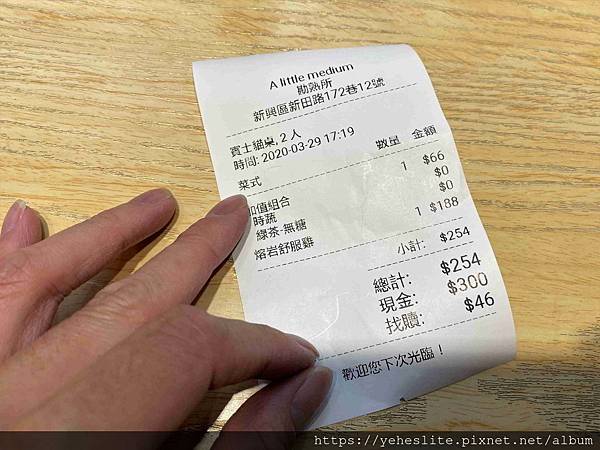 A little medium
勘熟所
新興區新田路172巷12號
賓士貓桌, 2 人
時間: 2020-03-29 17:19
菜式 數量 金額
加值組合 1 $66
時蔬 $0
綠茶-無糖 $0
熔岩舒服雞 1 $188
小計: $254
總計: $254
現金: $300
找贖: $46
歡迎您下次光臨！
https://yeheslite.pixnet.net/album